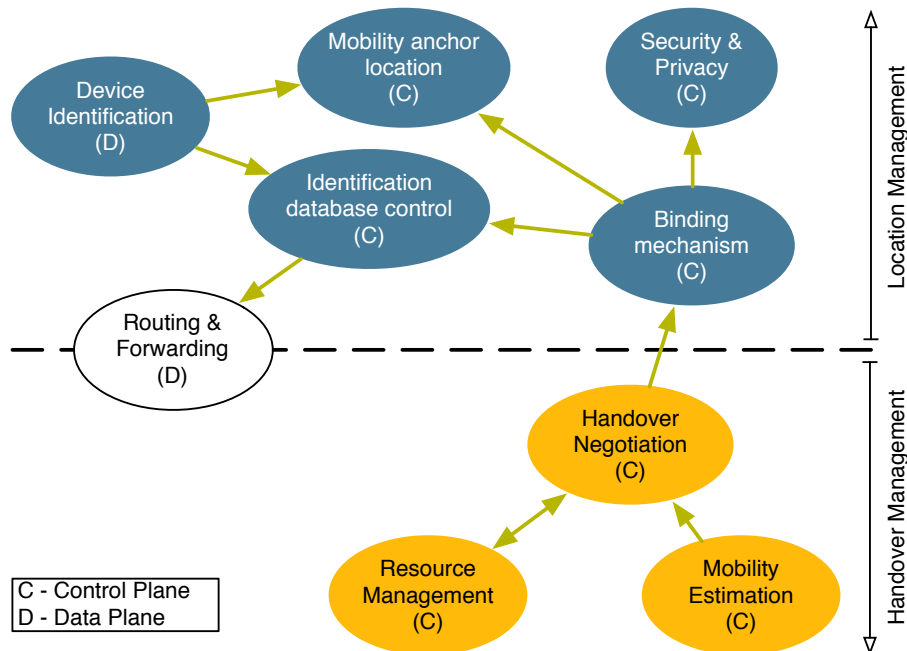 Mobility anchor
location
(C)
Security &
Privacy
(C)
Device
Identification
(D)
Identification
database control
(C)
Binding
mechanism
(C)
Location Management
Routing &
Forwarding
(D)
Handover
Negotiation
(C)
Resource
Management
(C)
Mobility
Estimation
(C)
Handover Management
C - Control Plane
D - Data Plane